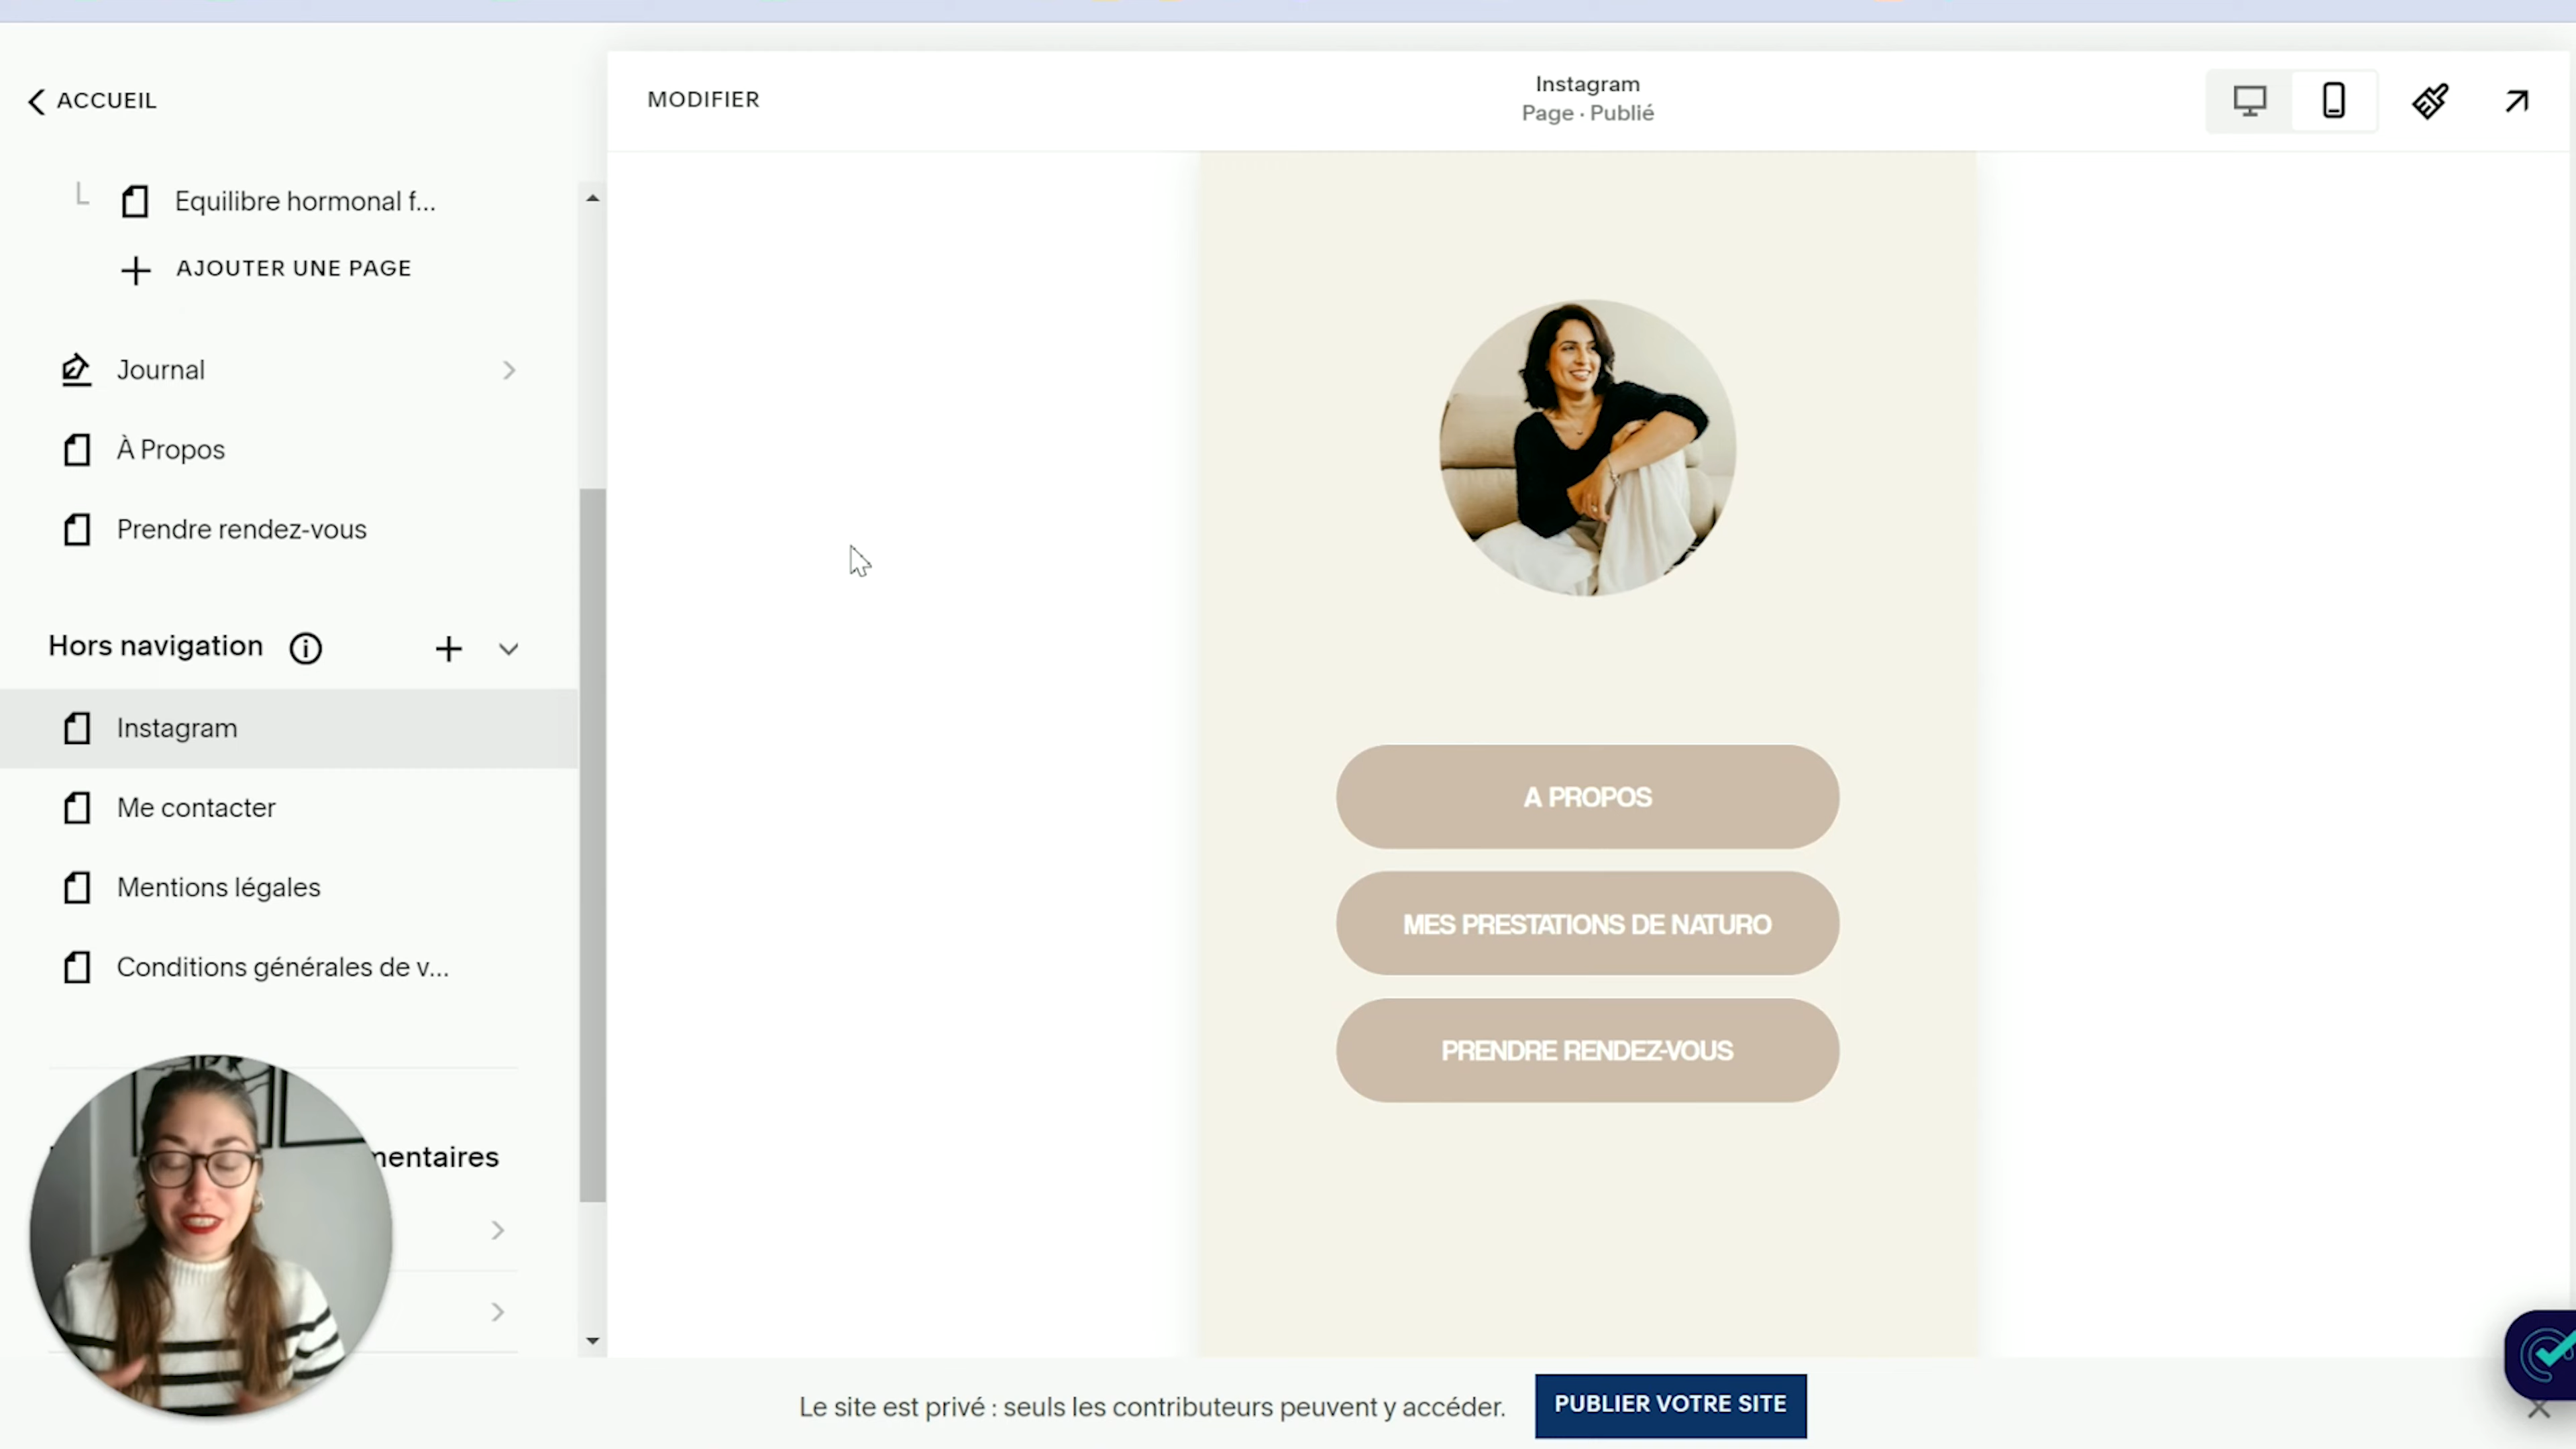 ACCUEIL
Equilibre hormonal f...
AJOUTER UNE PAGE
Journal
À Propos
Prendre rendez-vous
Hors navigation
Instagram
Me contacter
Mentions légales
Conditions générales de v...
MODIFIER
Instagram
Page · Publié
A PROPOS
MES PRESTATIONS DE NATURO
PRENDRE RENDEZ-VOUS
Le site est privé : seuls les contributeurs peuvent y accéder.
PUBLIER VOTRE SITE